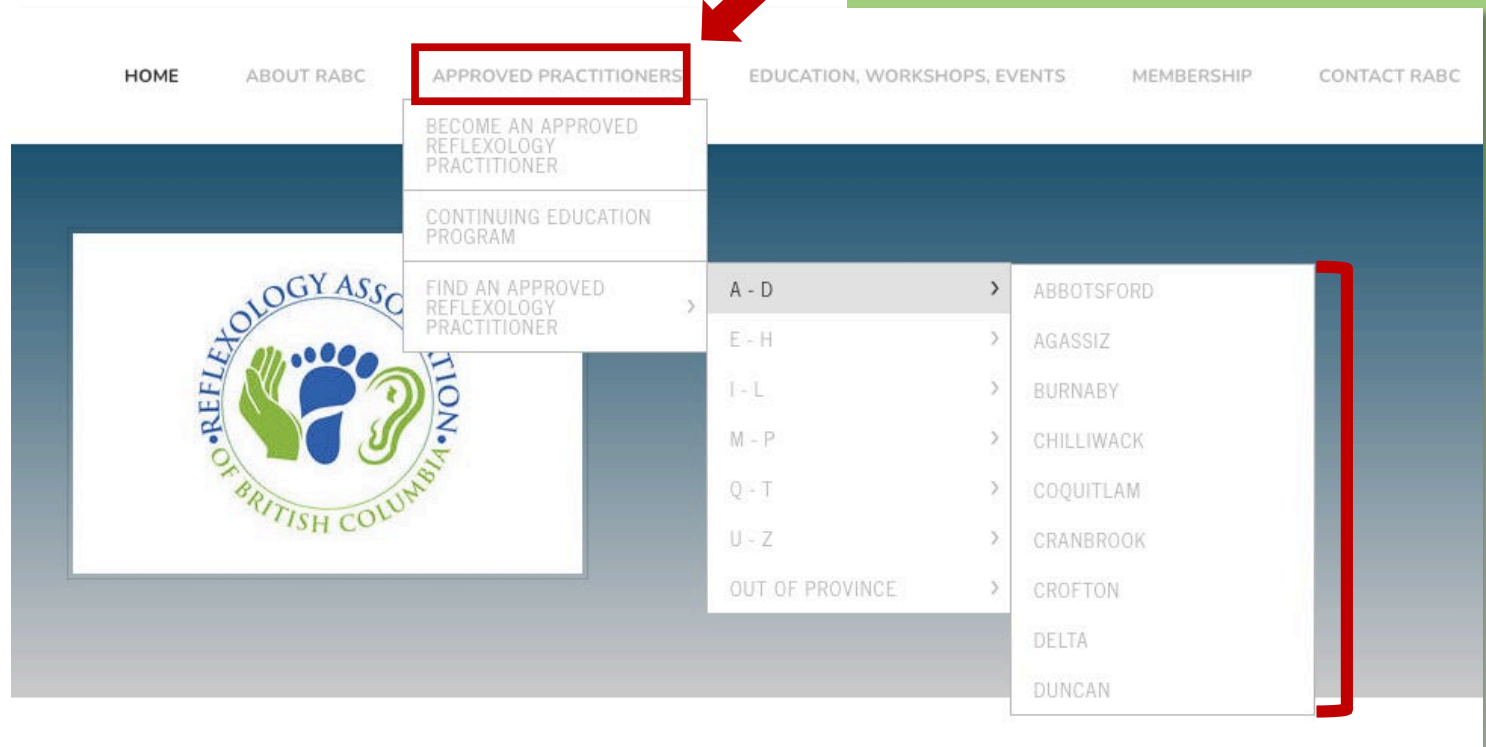 HOME
ABOUT RABC
APPROVED PRACTITIONERS
EDUCATION, WORKSHOPS, EVENTS
MEMBERSHIP
CONTACT RABC
BECOME AN APPROVED
REFLEXOLOGY
PRACTITIONER
CONTINUING EDUCATION
PROGRAM
FIND AN APPROVED
REFLEXOLOGY
PRACTITIONER
A - D
E - H
I - L
M - P
Q - T
U - Z
OUT OF PROVINCE
ABBOTSFORD
AGASSIZ
BURNABY
CHILLIWACK
COQUITLAM
CRANBROOK
CROFTON
DELTA
DUNCAN
•REFLEXOLOGY ASSOCIATION•
OF BRITISH COLUMBIA